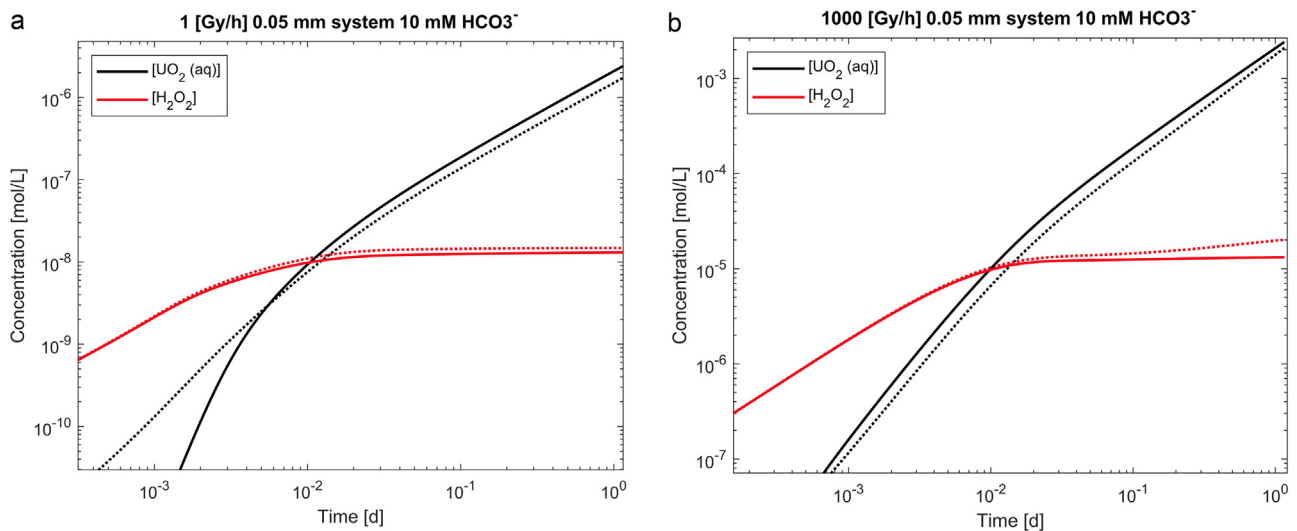 a
1 [Gy/h] 0.05 mm system 10 mM HCO3⁻
[UO₂ (aq)]
[H₂O₂]
Concentration [mol/L]
10⁻⁶
10⁻⁷
10⁻⁸
10⁻⁹
10⁻¹⁰
10⁻³ 10⁻² 10⁻¹ 10⁰
Time [d]
b
1000 [Gy/h] 0.05 mm system 10 mM HCO3⁻
[UO₂ (aq)]
[H₂O₂]
Concentration [mol/L]
10⁻³
10⁻⁴
10⁻⁵
10⁻⁶
10⁻⁷
10⁻³ 10⁻² 10⁻¹ 10⁰
Time [d]